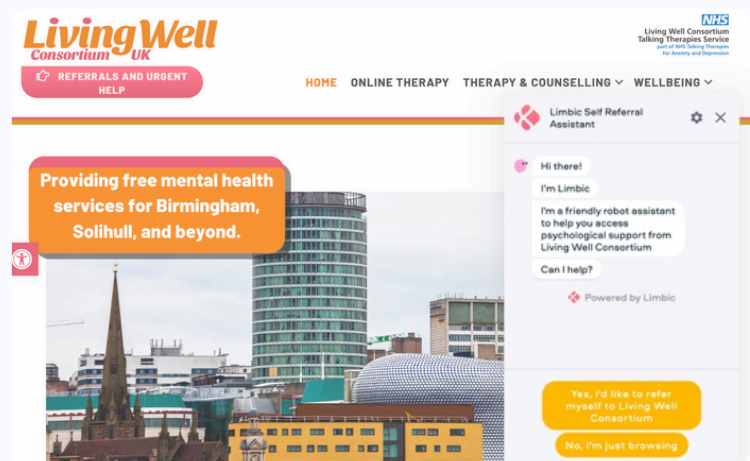 LivingWell
Consortium UK
REFERRALS AND URGENT
HELP
NHS
Living Well Consortium
Talking Therapies Service
part of NHS Talking Therapies
for Anxiety and Depression
HOME ONLINE THERAPY THERAPY & COUNSELLING WELLBEING
Providing free mental health
services for Birmingham,
Solihull, and beyond.
Limbic Self Referral
Assistant
Hi there!
I'm Limbic
I'm a friendly robot assistant
to help you access
psychological support from
Living Well Consortium
Can I help?
Powered by Limbic
Yes, I'd like to refer
myself to Living Well
Consortium
No, I'm just browsing